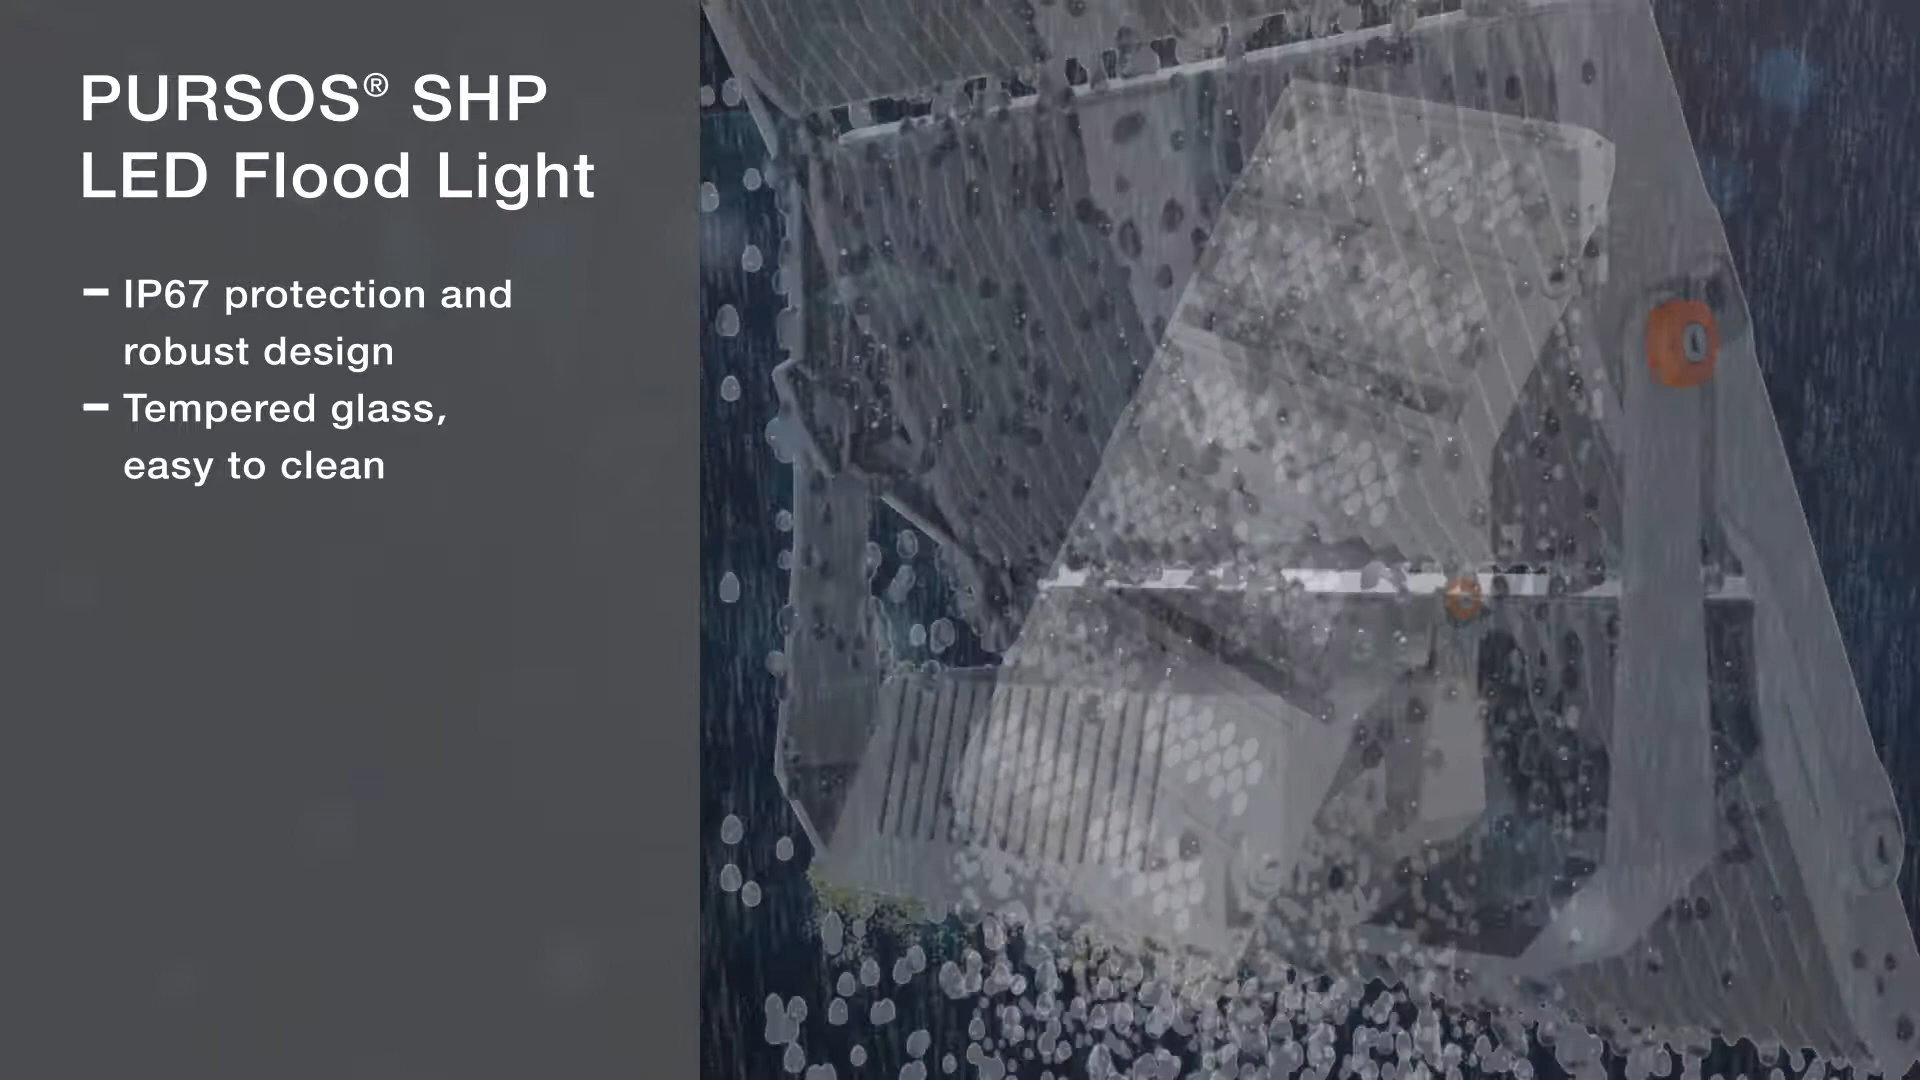 PURSOS® SHP
LED Flood Light
– IP67 protection and
robust design
– Tempered glass,
easy to clean